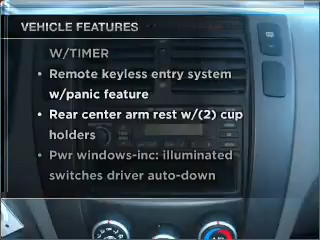 VEHICLE FEATURES
W/TIMER
• Remote keyless entry system
w/panic feature
• Rear center arm rest w/(2) cup
holders
• Pwr windows-inc: illuminated
switches driver auto-down